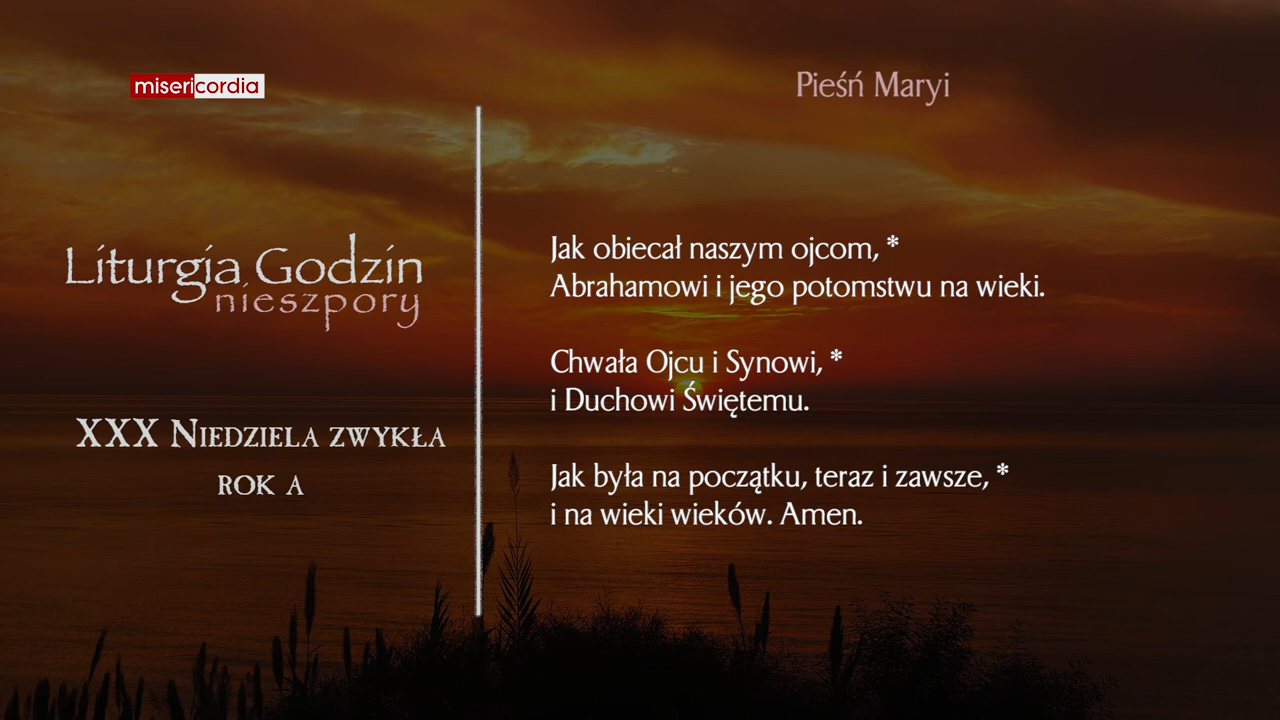 misericordia
Pieśń Maryi
Liturgia Godzin
nieszpory
XXX Niedziela zwykła
rok A
Jak obiecał naszym ojcom, *
Abrahamowi i jego potomstwu na wieki.
Chwała Ojcu i Synowi, *
i Duchowi Świętemu.
Jak była na początku, teraz i zawsze, *
i na wieki wieków. Amen.